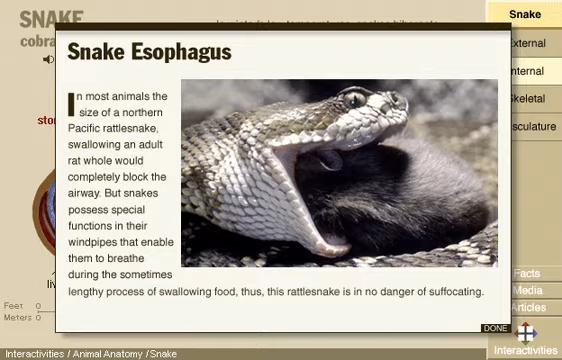 SNAKE
Snake
cobra
Snake Esophagus
External
Internal
In most animals the
size of a northern
Pacific rattlesnake,
swallowing an adult
rat whole would
completely block the
airway. But snakes
possess special
functions in their
windpipes that enable
them to breathe
during the sometimes
lengthy process of swallowing food, thus, this rattlesnake is in no danger of suffocating.
Skeletal
Facts
Media
Articles
Feet 0
Meters 0
DONE
Interactivities
Interactivities / Animal Anatomy / Snake